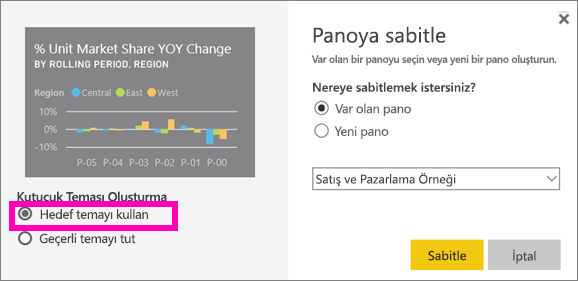 % Unit Market Share YOY Change
BY ROLLING PERIOD, REGION
Region Central East West
10%
0%
-10%
P-05 P-04 P-03 P-02 P-01 P-00
Kutucuk Teması Oluşturma
Hedef temayı kullan
Geçerli temayı tut
Panoya sabitle
Var olan bir panoyu seçin veya yeni bir pano oluşturun.
Nereye sabitlemek istersiniz?
Var olan pano
Yeni pano
Satış ve Pazarlama Örneği
Sabitle
İptal